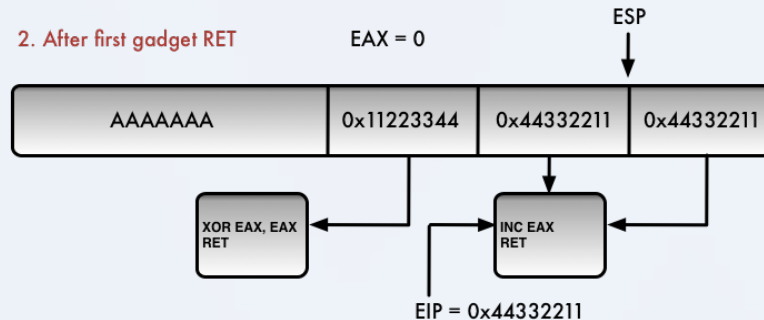 ESP
2. After first gadget RET
EAX = 0
AAAAAAA
0x11223344
0x44332211
0x44332211
XOR EAX, EAX
RET
INC EAX
RET
EIP = 0x44332211